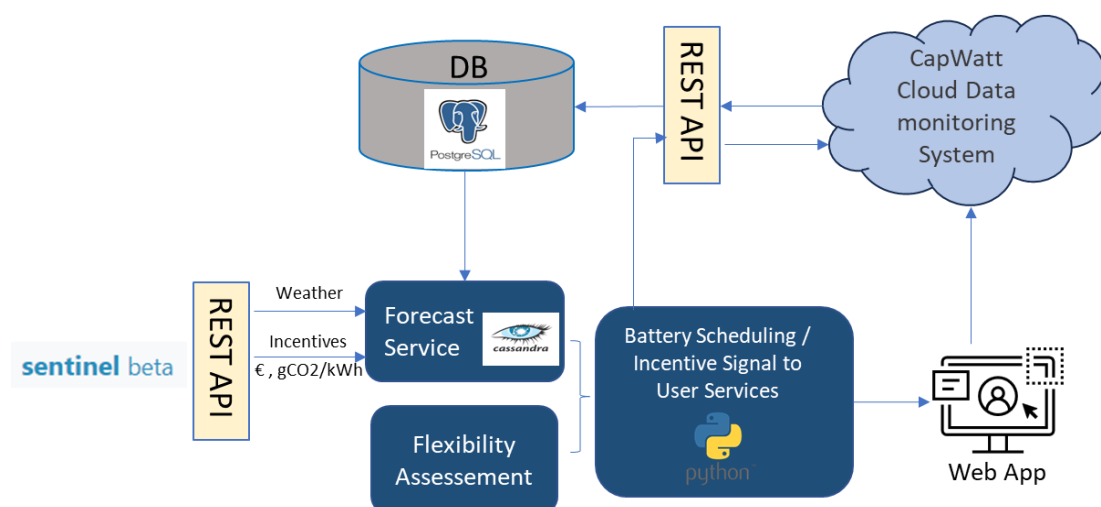 DB
PostgreSQL
REST API
CapWatt
Cloud Data
monitoring
System
sentinel beta
REST API
Weather
Incentives
€ , gCO2/kWh
Forecast
Service
cassandra
Flexibility
Assessment
Battery Scheduling /
Incentive Signal to
User Services
python
Web App